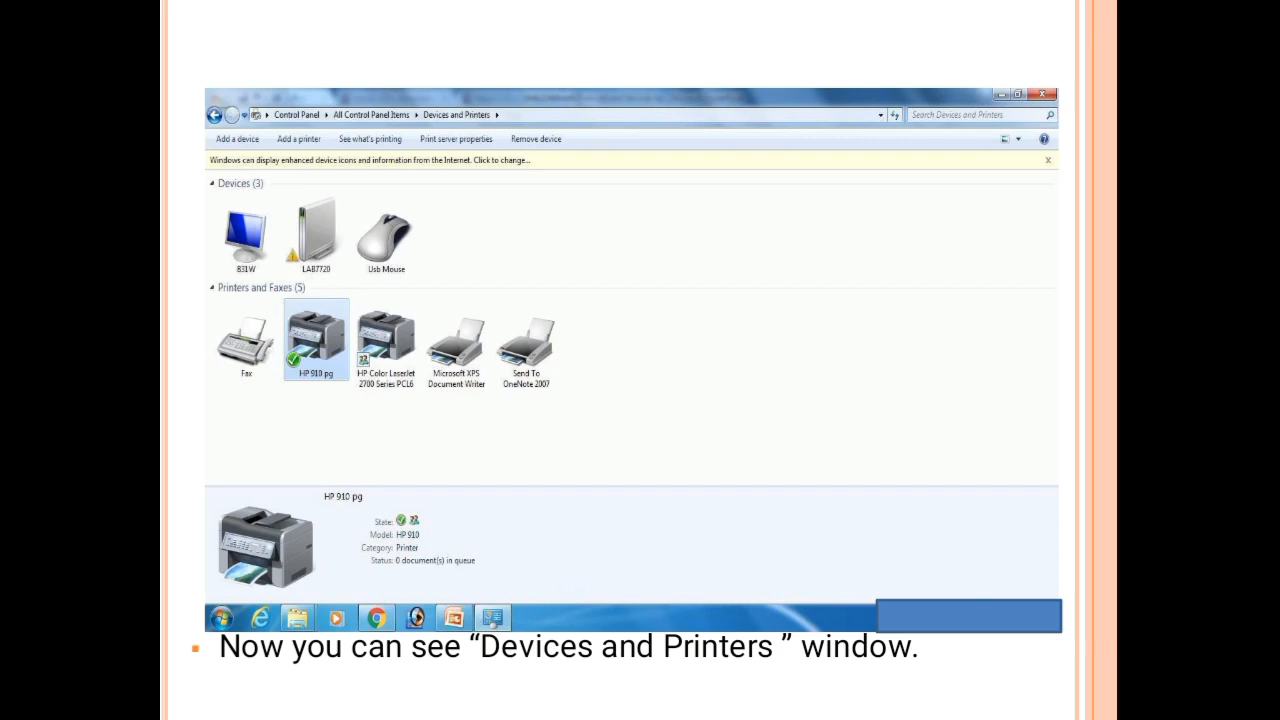 Control Panel ▸ All Control Panel Items ▸ Devices and Printers ▸ Search Devices and Printers
Add a device Add a printer See what's printing Print server properties Remove device
Windows can display enhanced device icons and information from the Internet. Click to change...
Devices (3)
831W LAB7720 Usb Mouse
Printers and Faxes (5)
Fax HP 910 pg HP Color LaserJet Microsoft XPS Send To
2700 Series PCL6 Document Writer OneNote 2007
HP 910 pg
State:
Model: HP 910
Category: Printer
Status: 0 document(s) in queue
Now you can see “Devices and Printers ” window.